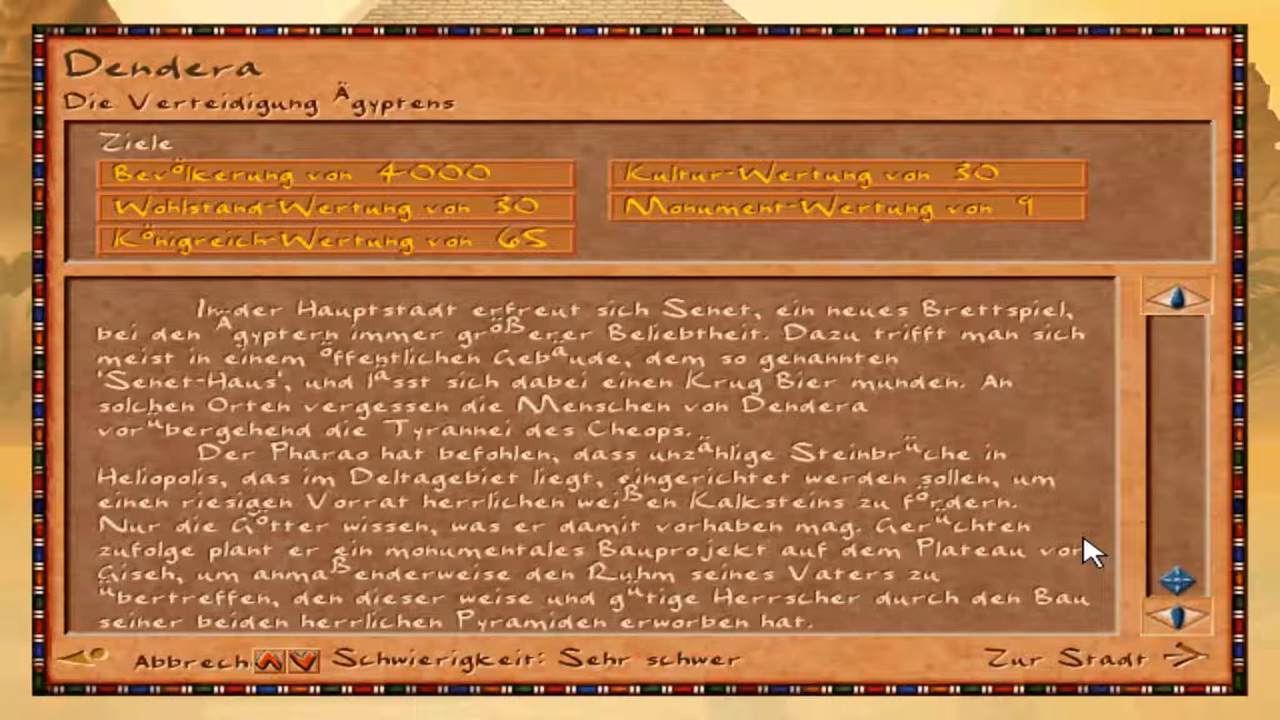 Dendera
Die Verteidigung Ägyptens
Ziele
Bevölkerung von 4000
Kultur-Wertung von 30
Wohlstand-Wertung von 30
Monument-Wertung von 9
Königreich-Wertung von 65
In der Hauptstadt erfreut sich Senet, ein neues Brettspiel,
bei den Ägyptern immer größerer Beliebtheit. Dazu trifft man sich
meist in einem öffentlichen Gebäude, dem so genannten
'Senet-Haus', und lässt sich dabei einen Krug Bier munden. An
solchen Orten vergessen die Menschen von Dendera
vorübergehend die Tyrannei des Cheops.
Der Pharao hat befohlen, dass unzählige Steinbrüche in
Heliopolis, das im Deltagebiet liegt, eingerichtet werden sollen, um
einen riesigen Vorrat herrlichen weißen Kalksteins zu fördern.
Nur die Götter wissen, was er damit vorhaben mag. Gerüchten
zufolge plant er ein monumentales Bauprojekt auf dem Plateau von
Giseh, um anmaßenderweise den Ruhm seines Vaters zu
übertreffen, den dieser weise und gütige Herrscher durch den Bau
seiner beiden herrlichen Pyramiden erworben hat.
Abbrech Schwierigkeit: Sehr schwer Zur Stadt